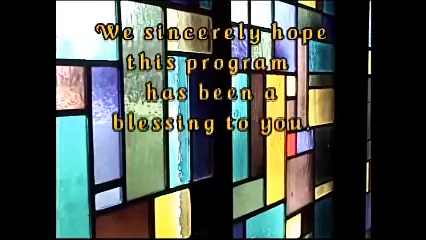 We sincerely hope
this program
has been a
blessing to you.